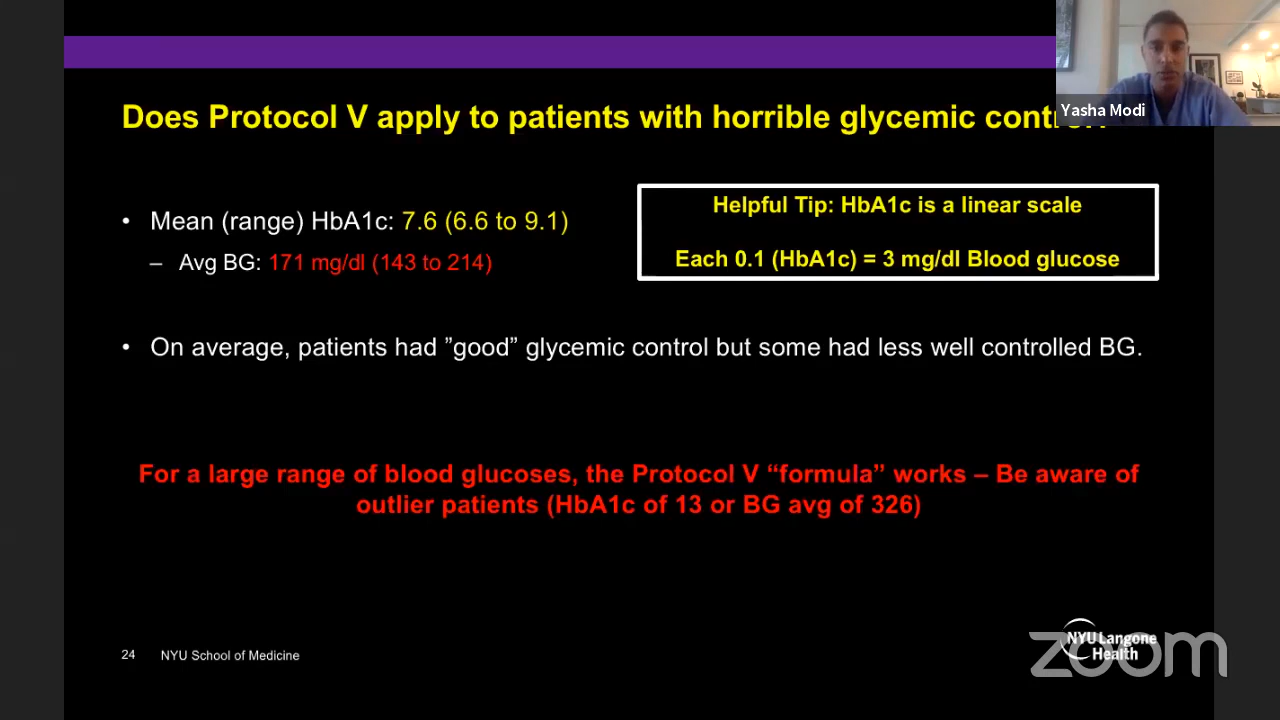 Yasha Modi
Does Protocol V apply to patients with horrible glycemic
• Mean (range) HbA1c: 7.6 (6.6 to 9.1)
– Avg BG: 171 mg/dl (143 to 214)
Helpful Tip: HbA1c is a linear scale
Each 0.1 (HbA1c) = 3 mg/dl Blood glucose
• On average, patients had ”good” glycemic control but some had less well controlled BG.
For a large range of blood glucoses, the Protocol V “formula” works – Be aware of
outlier patients (HbA1c of 13 or BG avg of 326)
24 NYU School of Medicine
NYU Langone
Health
zoom